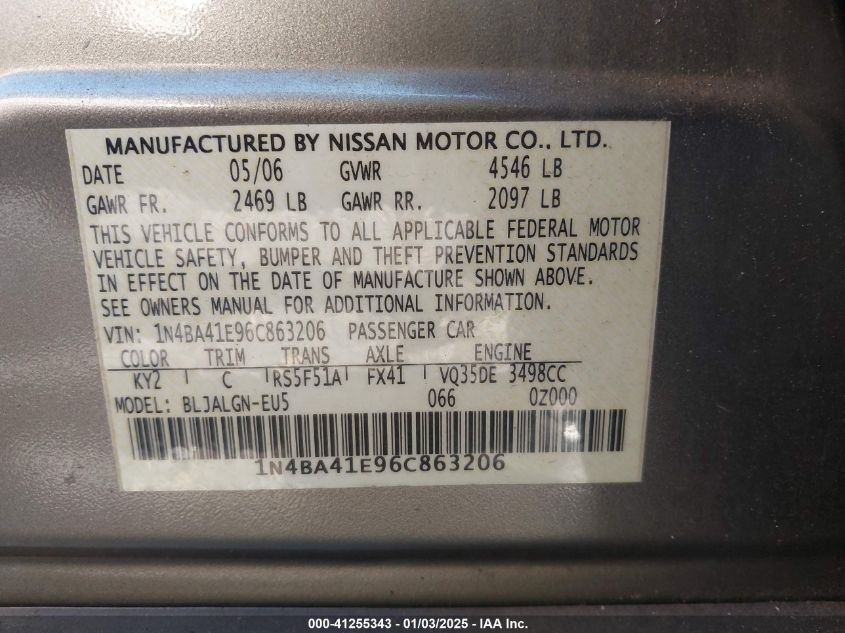 MANUFACTURED BY NISSAN MOTOR CO., LTD.
DATE 05/06 GVWR 4546 LB
GAWR FR. 2469 LB GAWR RR. 2097 LB
THIS VEHICLE CONFORMS TO ALL APPLICABLE FEDERAL MOTOR
VEHICLE SAFETY, BUMPER AND THEFT PREVENTION STANDARDS
IN EFFECT ON THE DATE OF MANUFACTURE SHOWN ABOVE.
SEE OWNERS MANUAL FOR ADDITIONAL INFORMATION.
VIN: 1N4BA41E96C863206 PASSENGER CAR
COLOR TRIM TRANS AXLE ENGINE
KY2 C RS5F51A FX41 VQ35DE 3498CC
MODEL: BLJALGN-EU5 066 0Z000
1N4BA41E96C863206
000-41255343 - 01/03/2025 - IAA Inc.